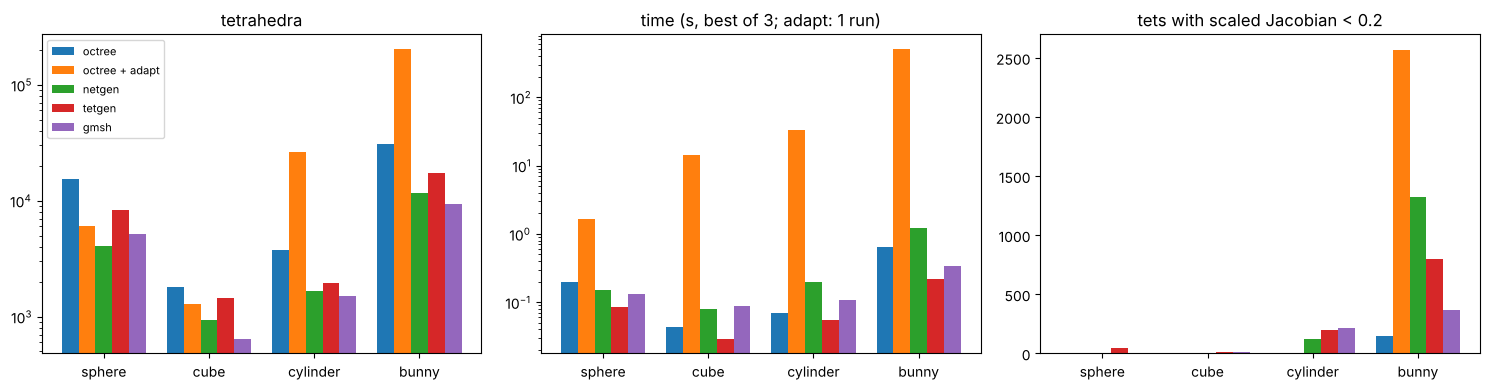 tetrahedra
10^5
10^4
10^3
octree
octree + adapt
netgen
tetgen
gmsh
sphere cube cylinder bunny
time (s, best of 3; adapt: 1 run)
10^2
10^1
10^0
10^-1
sphere cube cylinder bunny
tets with scaled Jacobian < 0.2
2500
2000
1500
1000
500
0
sphere cube cylinder bunny